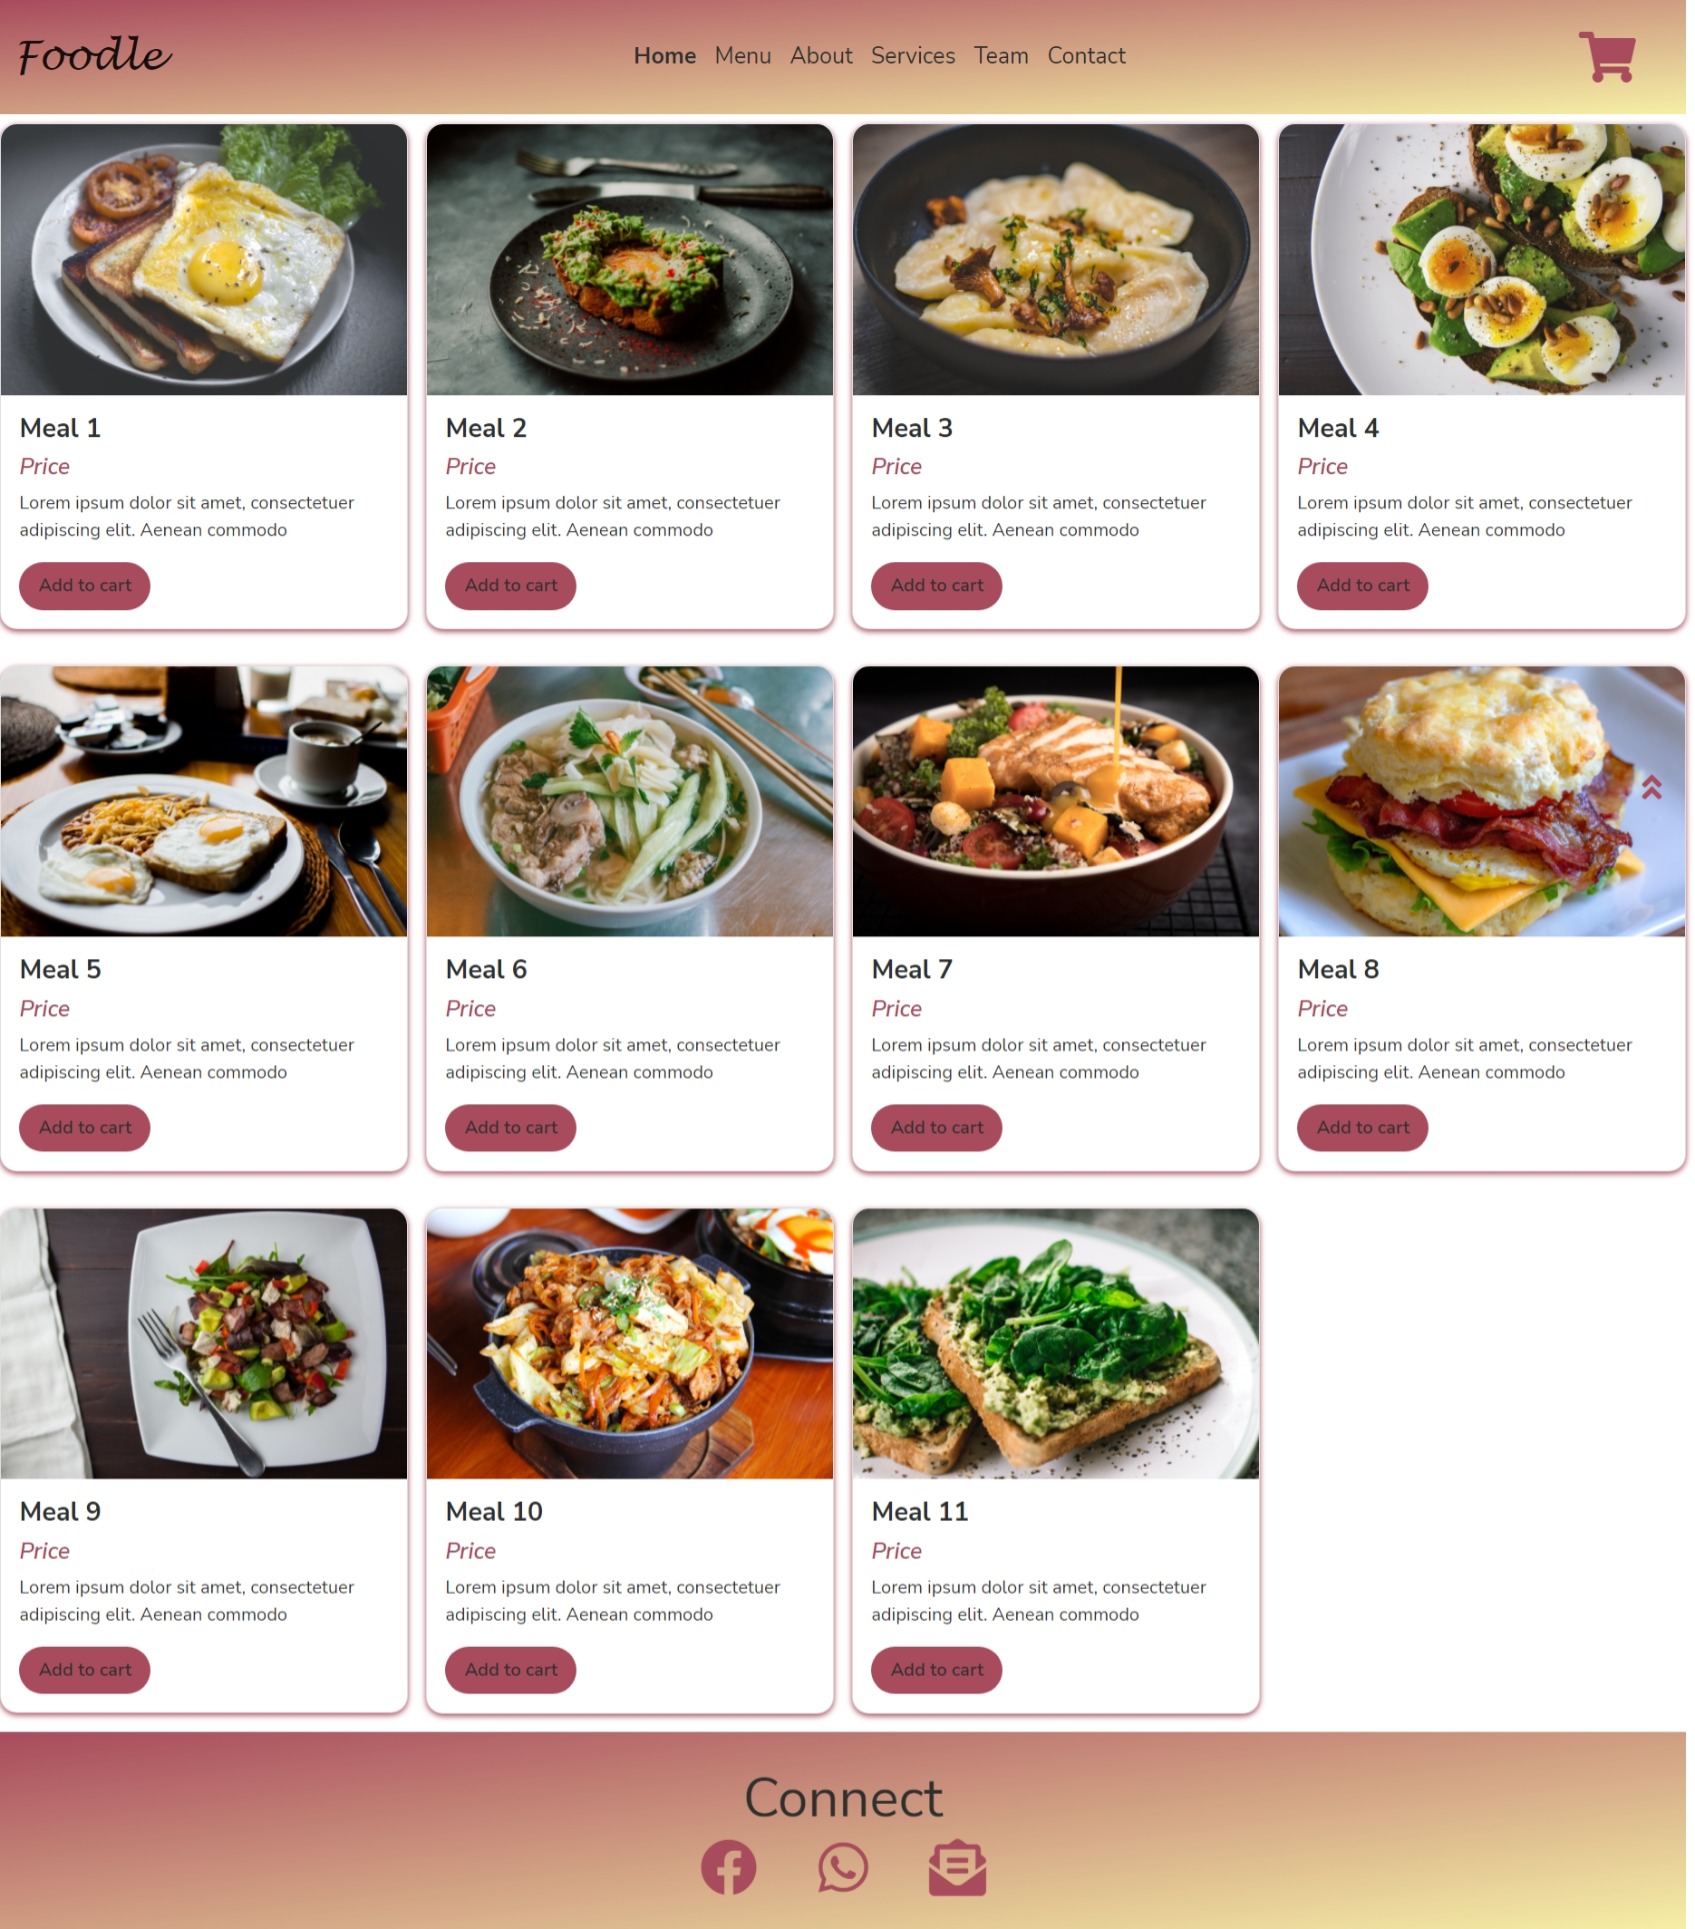 Foodle
Home Menu About Services Team Contact
Meal 1
Price
Lorem ipsum dolor sit amet, consectetuer
adipiscing elit. Aenean commodo
Add to cart
Meal 2
Price
Lorem ipsum dolor sit amet, consectetuer
adipiscing elit. Aenean commodo
Add to cart
Meal 3
Price
Lorem ipsum dolor sit amet, consectetuer
adipiscing elit. Aenean commodo
Add to cart
Meal 4
Price
Lorem ipsum dolor sit amet, consectetuer
adipiscing elit. Aenean commodo
Add to cart
Meal 5
Price
Lorem ipsum dolor sit amet, consectetuer
adipiscing elit. Aenean commodo
Add to cart
Meal 6
Price
Lorem ipsum dolor sit amet, consectetuer
adipiscing elit. Aenean commodo
Add to cart
Meal 7
Price
Lorem ipsum dolor sit amet, consectetuer
adipiscing elit. Aenean commodo
Add to cart
Meal 8
Price
Lorem ipsum dolor sit amet, consectetuer
adipiscing elit. Aenean commodo
Add to cart
Meal 9
Price
Lorem ipsum dolor sit amet, consectetuer
adipiscing elit. Aenean commodo
Add to cart
Meal 10
Price
Lorem ipsum dolor sit amet, consectetuer
adipiscing elit. Aenean commodo
Add to cart
Meal 11
Price
Lorem ipsum dolor sit amet, consectetuer
adipiscing elit. Aenean commodo
Add to cart
Connect